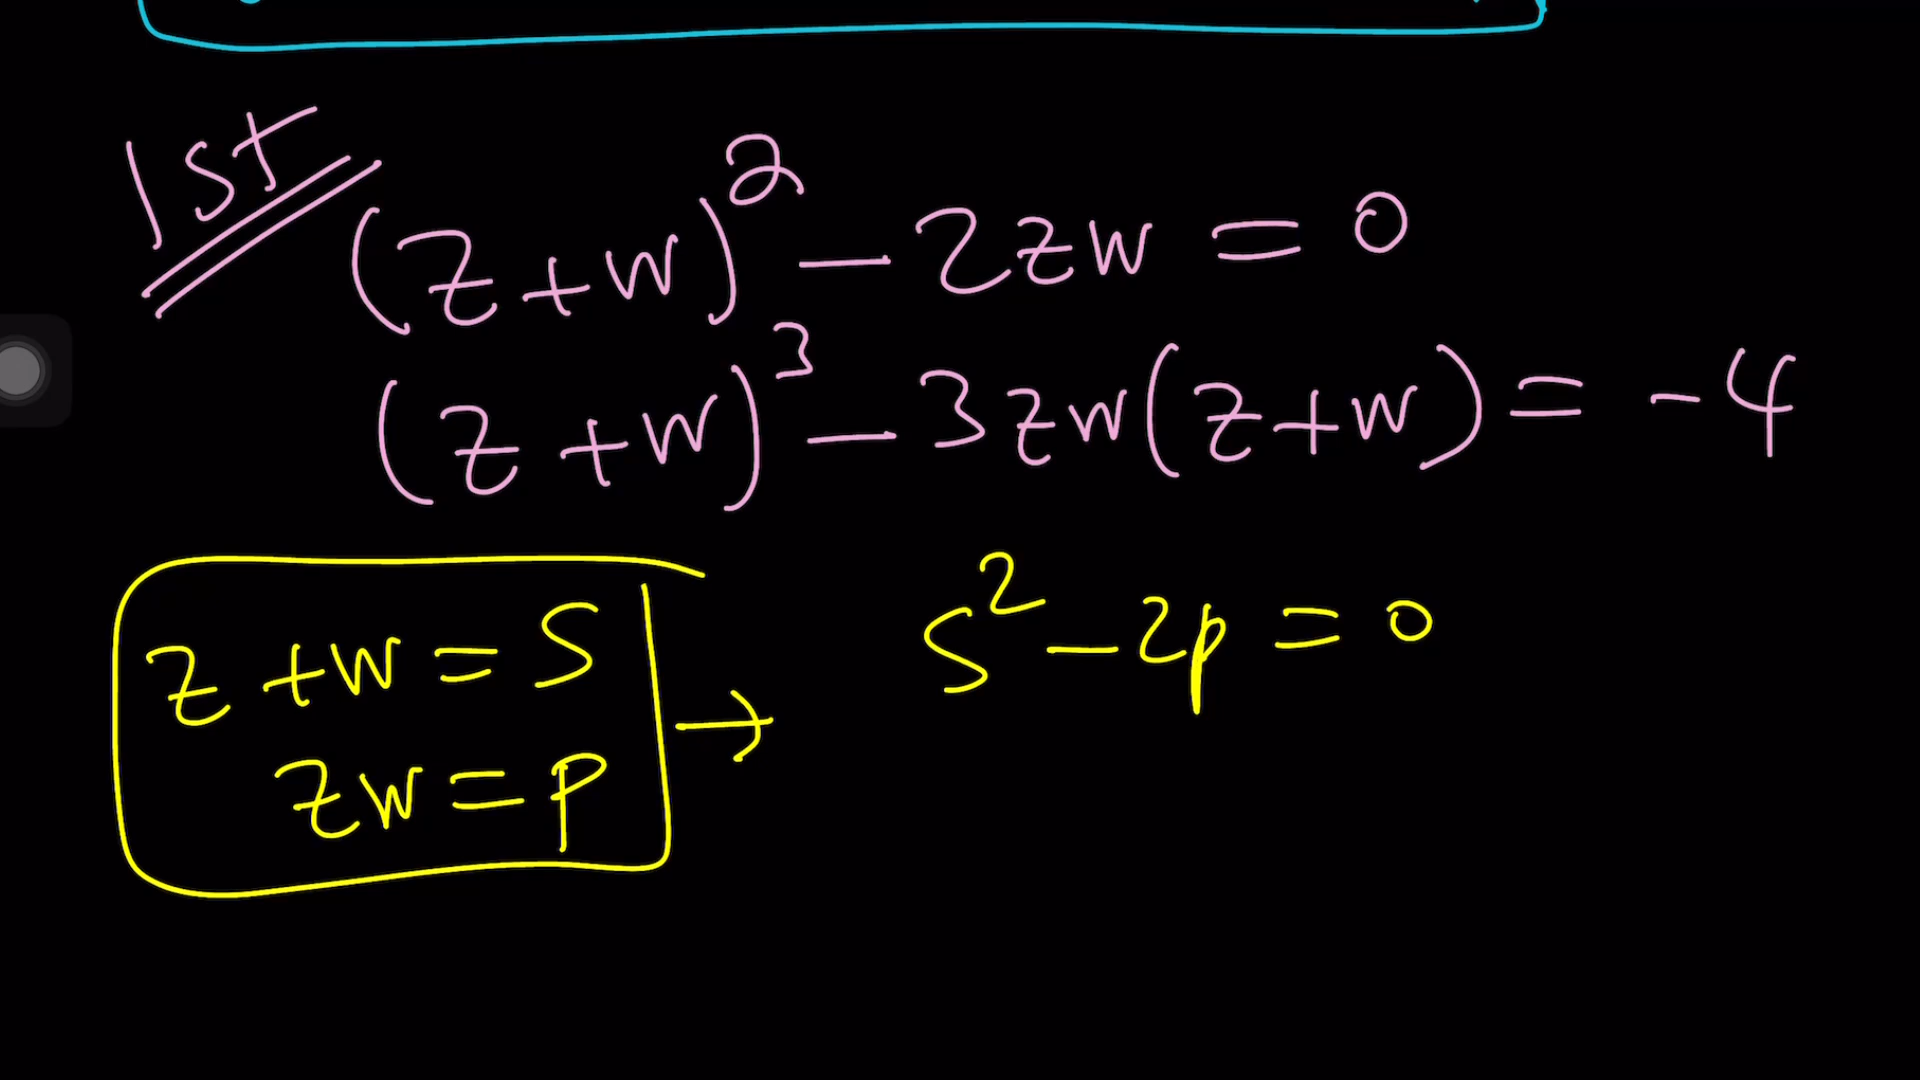 1st
(z+w)² - 2zw = 0
(z+w)³ - 3zw(z+w) = -4
z+w = S
zw = p
→
S² - 2p = 0